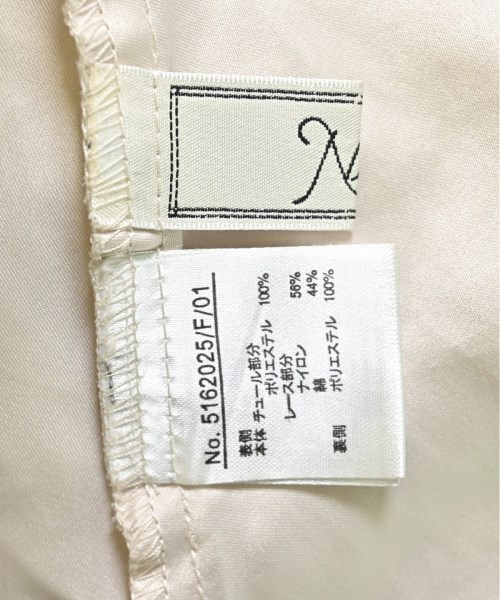 No. 5162025/F/01
表側
本体 チュール部分
ポリエステル 100%
レース部分
ナイロン 56%
綿 44%
裏側 ポリエステル 100%